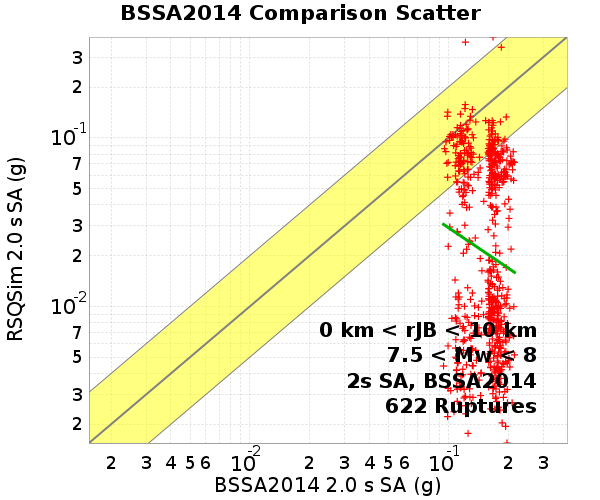 BSSA2014 Comparison Scatter
RSQSim 2.0 s SA (g)
3
2
10-1
7
5
3
2
10-2
7
5
3
2
0 km < rJB < 10 km
7.5 < Mw < 8
2s SA, BSSA2014
622 Ruptures
2 3 4 5 6 10-2 2 3 4 5 6 10-1 2 3
BSSA2014 2.0 s SA (g)